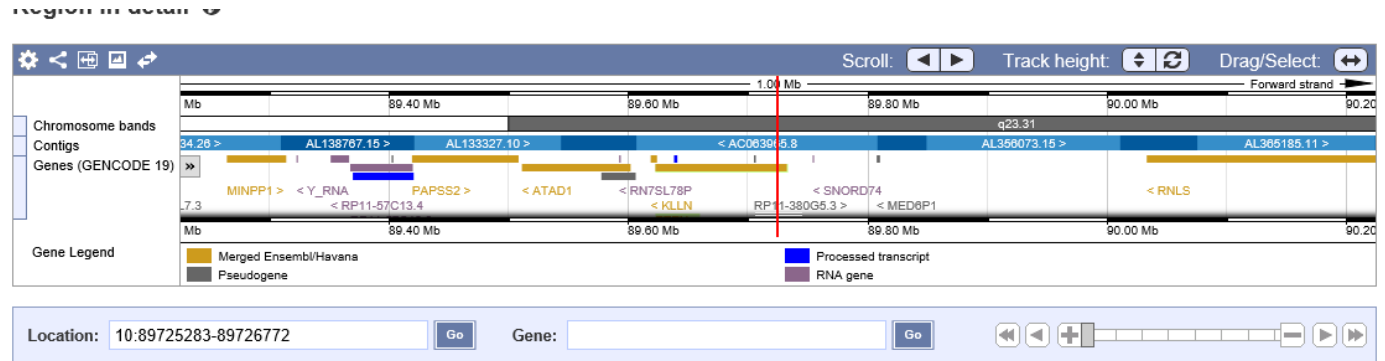 Region in detail
Scroll: Track height: Drag/Select:
1.00 Mb Forward strand
Mb 89.40 Mb 89.60 Mb 89.80 Mb 90.00 Mb 90.20
Chromosome bands q23.31
Contigs 34.26 > AL138767.15 > AL133327.10 > < AC063965.8 AL356073.15 > AL365185.11 >
Genes (GENCODE 19) »
MINPP1 > < Y_RNA PAPSS2 > < ATAD1 < RN7SL78P < SNORD74 < RNLS
L7.3 < RP11-57C13.4 < KLLN RP11-380G5.3 > < MED6P1
Mb 89.40 Mb 89.60 Mb 89.80 Mb 90.00 Mb 90.20
Gene Legend Merged Ensembl/Havana Processed transcript
Pseudogene RNA gene
Location: 10:89725283-89726772 Go Gene: Go